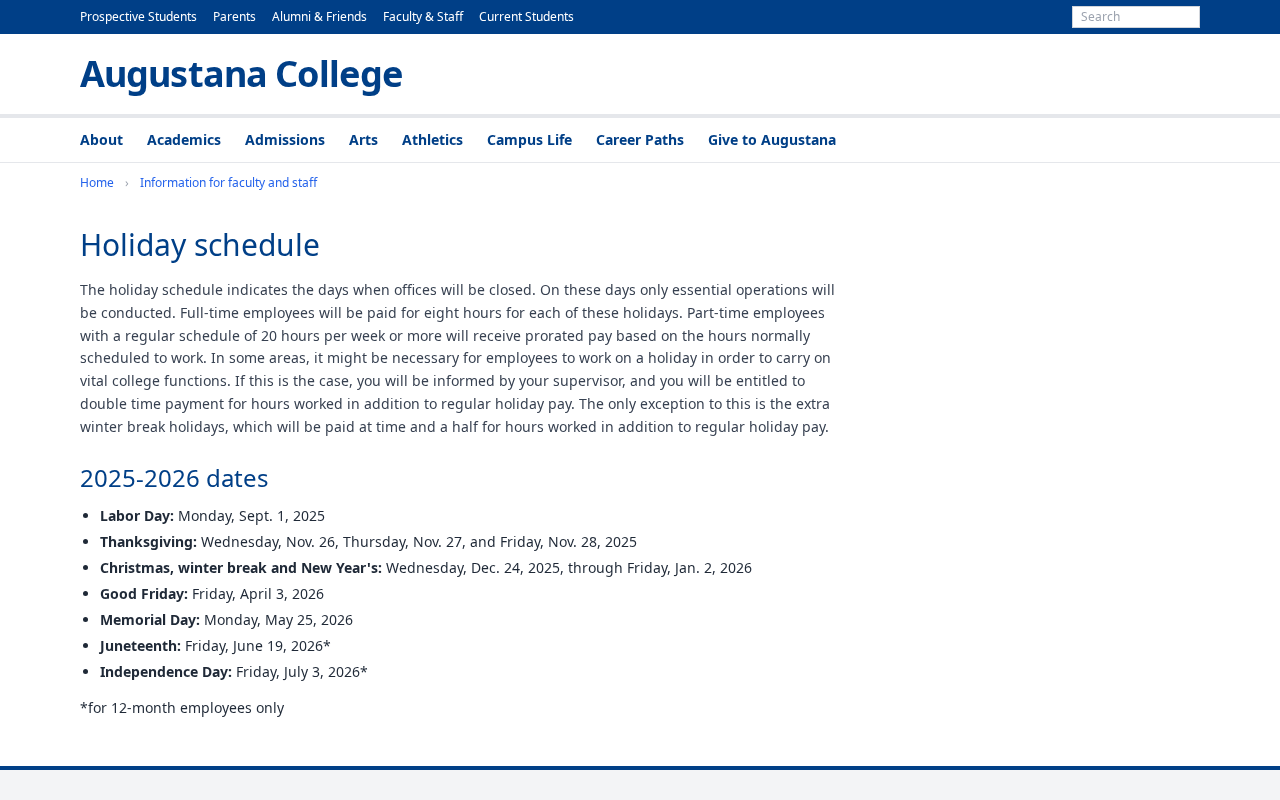 Prospective Students Parents Alumni & Friends Faculty & Staff Current Students Search
Augustana College
About Academics Admissions Arts Athletics Campus Life Career Paths Give to Augustana
Home › Information for faculty and staff
Holiday schedule
The holiday schedule indicates the days when offices will be closed. On these days only essential operations will
be conducted. Full-time employees will be paid for eight hours for each of these holidays. Part-time employees
with a regular schedule of 20 hours per week or more will receive prorated pay based on the hours normally
scheduled to work. In some areas, it might be necessary for employees to work on a holiday in order to carry on
vital college functions. If this is the case, you will be informed by your supervisor, and you will be entitled to
double time payment for hours worked in addition to regular holiday pay. The only exception to this is the extra
winter break holidays, which will be paid at time and a half for hours worked in addition to regular holiday pay.
2025-2026 dates
• Labor Day: Monday, Sept. 1, 2025
• Thanksgiving: Wednesday, Nov. 26, Thursday, Nov. 27, and Friday, Nov. 28, 2025
• Christmas, winter break and New Year's: Wednesday, Dec. 24, 2025, through Friday, Jan. 2, 2026
• Good Friday: Friday, April 3, 2026
• Memorial Day: Monday, May 25, 2026
• Juneteenth: Friday, June 19, 2026*
• Independence Day: Friday, July 3, 2026*
*for 12-month employees only